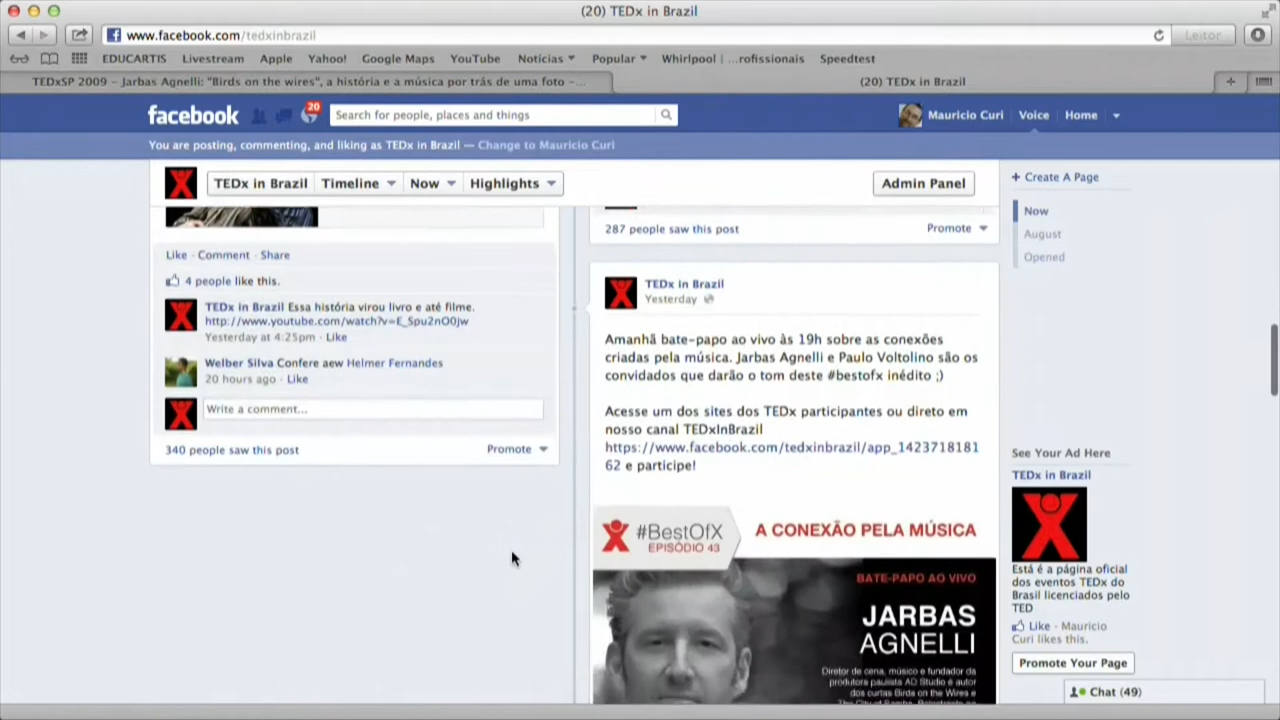 (20) TEDx in Brazil
www.facebook.com/tedxinbrazil
Leitor
EDUCARTIS Livestream Apple Yahoo! Google Maps YouTube Notícias Popular Whirlpool | ...rofissionais Speedtest
TEDxSP 2009 – Jarbas Agnelli: "Birds on the wires", a história e a música por trás de uma foto –...
(20) TEDx in Brazil
facebook
20
Search for people, places and things
Mauricio Curi Voice Home
You are posting, commenting, and liking as TEDx in Brazil — Change to Mauricio Curi
TEDx in Brazil Timeline Now Highlights
Admin Panel
Like · Comment · Share
4 people like this.
TEDx in Brazil Essa história virou livro e até filme.
http://www.youtube.com/watch?v=E_Spu2nO0Jw
Yesterday at 4:25pm · Like
Welber Silva Confere aew Helmer Fernandes
20 hours ago · Like
Write a comment...
340 people saw this post
Promote
287 people saw this post
Promote
TEDx in Brazil
Yesterday
Amanhã bate-papo ao vivo às 19h sobre as conexões
criadas pela música. Jarbas Agnelli e Paulo Voltolino são os
convidados que darão o tom deste #bestofx inédito ;)
Acesse um dos sites dos TEDx participantes ou direto em
nosso canal TEDxInBrazil
https://www.facebook.com/tedxinbrazil/app_1423718181
62 e participe!
#BestOfX
EPISÓDIO 43
A CONEXÃO PELA MÚSICA
BATE-PAPO AO VIVO
JARBAS
AGNELLI
Diretor de cena, músico e fundador da
produtora paulista AD Studio é autor
dos curtas Birds on the Wires e
Create A Page
Now
August
Opened
See Your Ad Here
TEDx in Brazil
Está é a página oficial
dos eventos TEDx do
Brasil licenciados pelo
TED
Like · Mauricio
Curi likes this.
Promote Your Page
Chat (49)